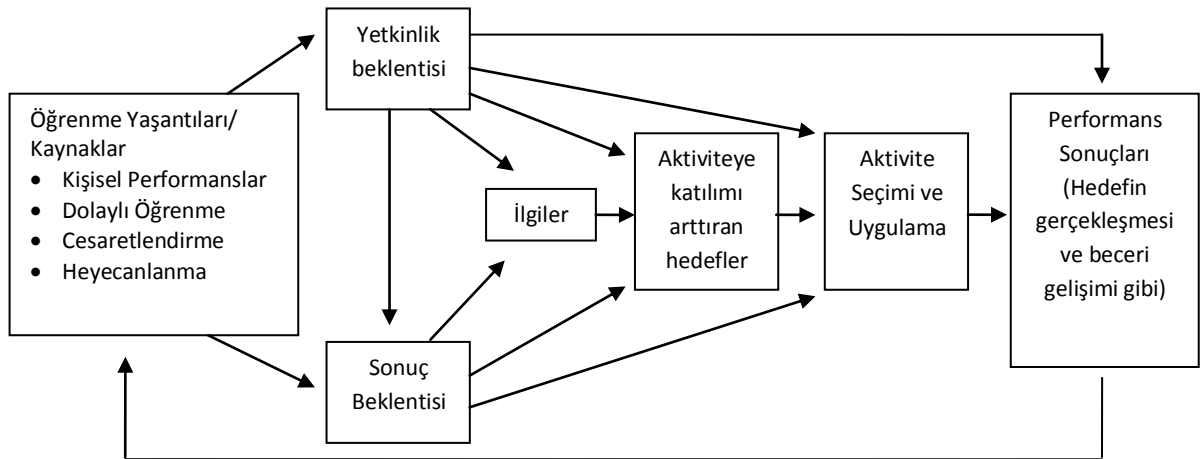 Yetkinlik
beklentisi
Öğrenme Yaşantıları/
Kaynaklar
• Kişisel Performanslar
• Dolaylı Öğrenme
• Cesaretlendirme
• Heyecanlanma
İlgiler
Aktiviteye
katılımı
arttıran
hedefler
Aktivite
Seçimi ve
Uygulama
Performans
Sonuçları
(Hedefin
gerçekleşmesi
ve beceri
gelişimi gibi)
Sonuç
Beklentisi